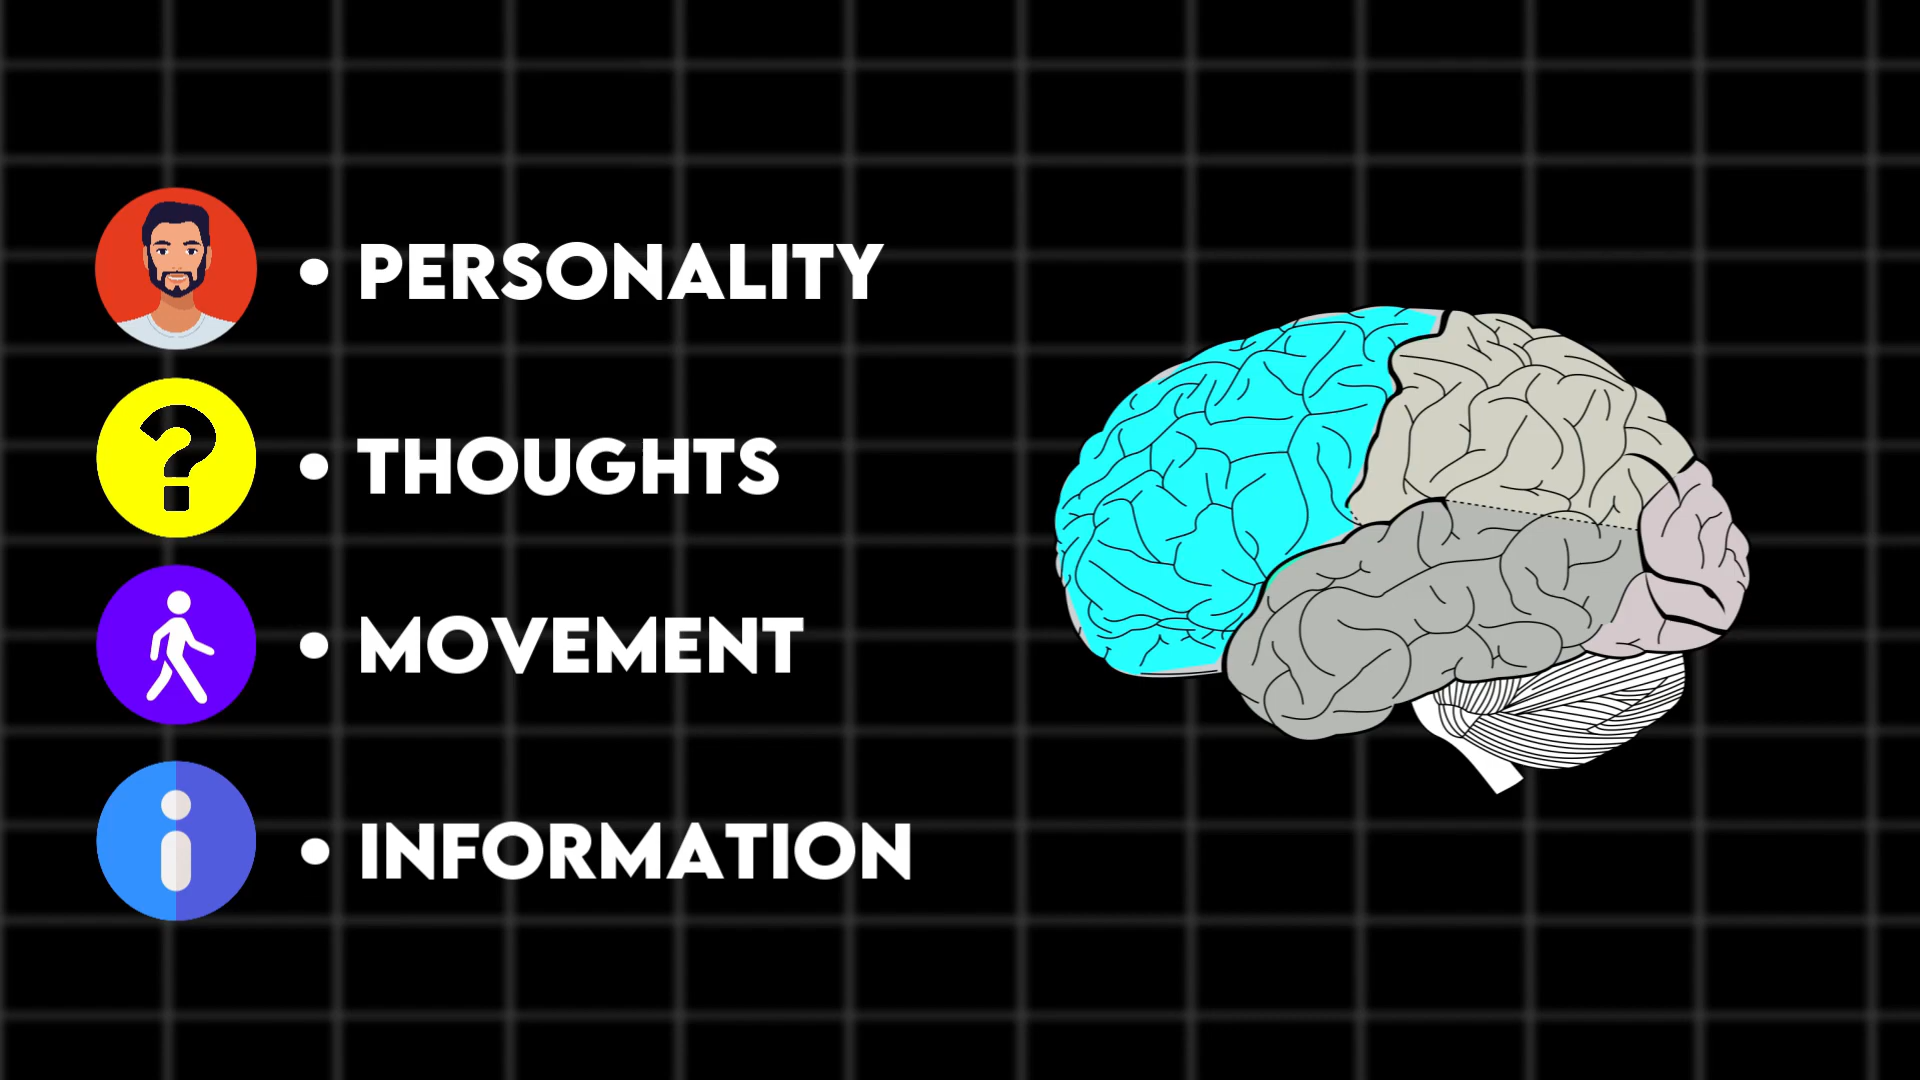 • PERSONALITY
• THOUGHTS
• MOVEMENT
• INFORMATION